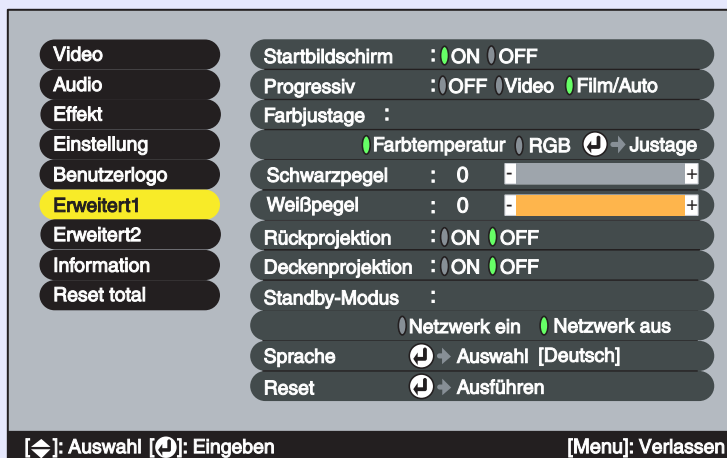 Video
Audio
Effekt
Einstellung
Benutzerlogo
Erweitert1
Erweitert2
Information
Reset total
Startbildschirm : ON OFF
Progressiv : OFF Video Film/Auto
Farbjustage :
Farbtemperatur RGB Justage
Schwarzpegel : 0 - +
Weißpegel : 0 - +
Rückprojektion : ON OFF
Deckenprojektion : ON OFF
Standby-Modus :
Netzwerk ein Netzwerk aus
Sprache Auswahl [Deutsch]
Reset Ausführen
[ ]: Auswahl [ ]: Eingeben [Menu]: Verlassen